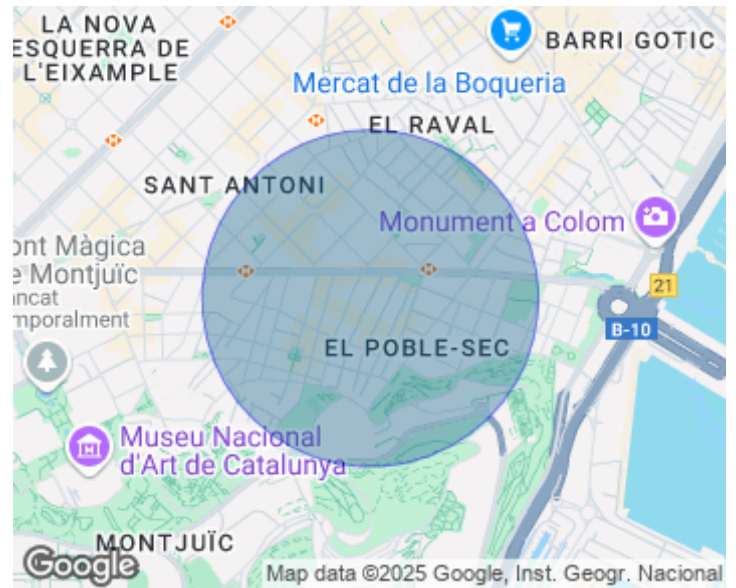 LA NOVA
ESQUERRA DE
L'EIXAMPLE
BARRI GOTIC
Mercat de la Boqueria
EL RAVAL
SANT ANTONI
Monument a Colom
ont Màgica
e Montjuïc
ancat
mporalment
21
B-10
EL POBLE-SEC
Museu Nacional
d'Art de Catalunya
MONTJUÏC
Google
Map data ©2025 Google, Inst. Geogr. Nacional